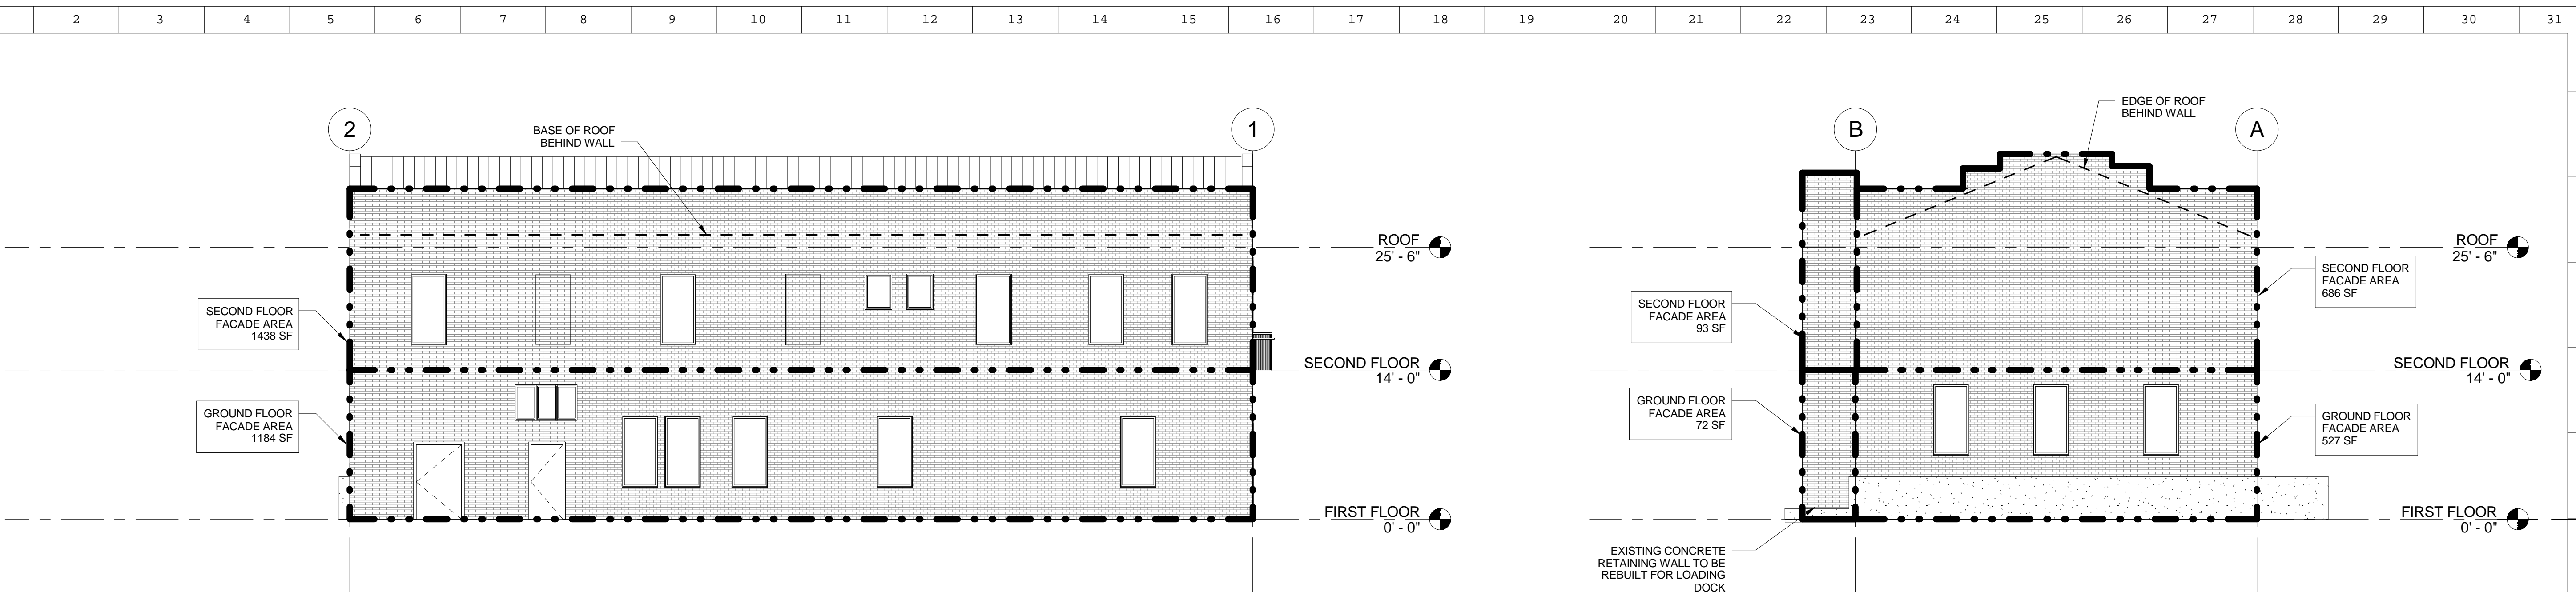 2 3 4 5 6 7 8 9 10 11 12 13 14 15 16 17 18 19 20 21 22 23 24 25 26 27 28 29 30 31
2
1
BASE OF ROOF
BEHIND WALL
ROOF
25' - 6"
SECOND FLOOR
FACADE AREA
1438 SF
SECOND FLOOR
14' - 0"
GROUND FLOOR
FACADE AREA
1184 SF
FIRST FLOOR
0' - 0"
B
A
EDGE OF ROOF
BEHIND WALL
ROOF
25' - 6"
SECOND FLOOR
FACADE AREA
686 SF
SECOND FLOOR
FACADE AREA
93 SF
SECOND FLOOR
14' - 0"
GROUND FLOOR
FACADE AREA
72 SF
GROUND FLOOR
FACADE AREA
527 SF
FIRST FLOOR
0' - 0"
EXISTING CONCRETE
RETAINING WALL TO BE
REBUILT FOR LOADING
DOCK